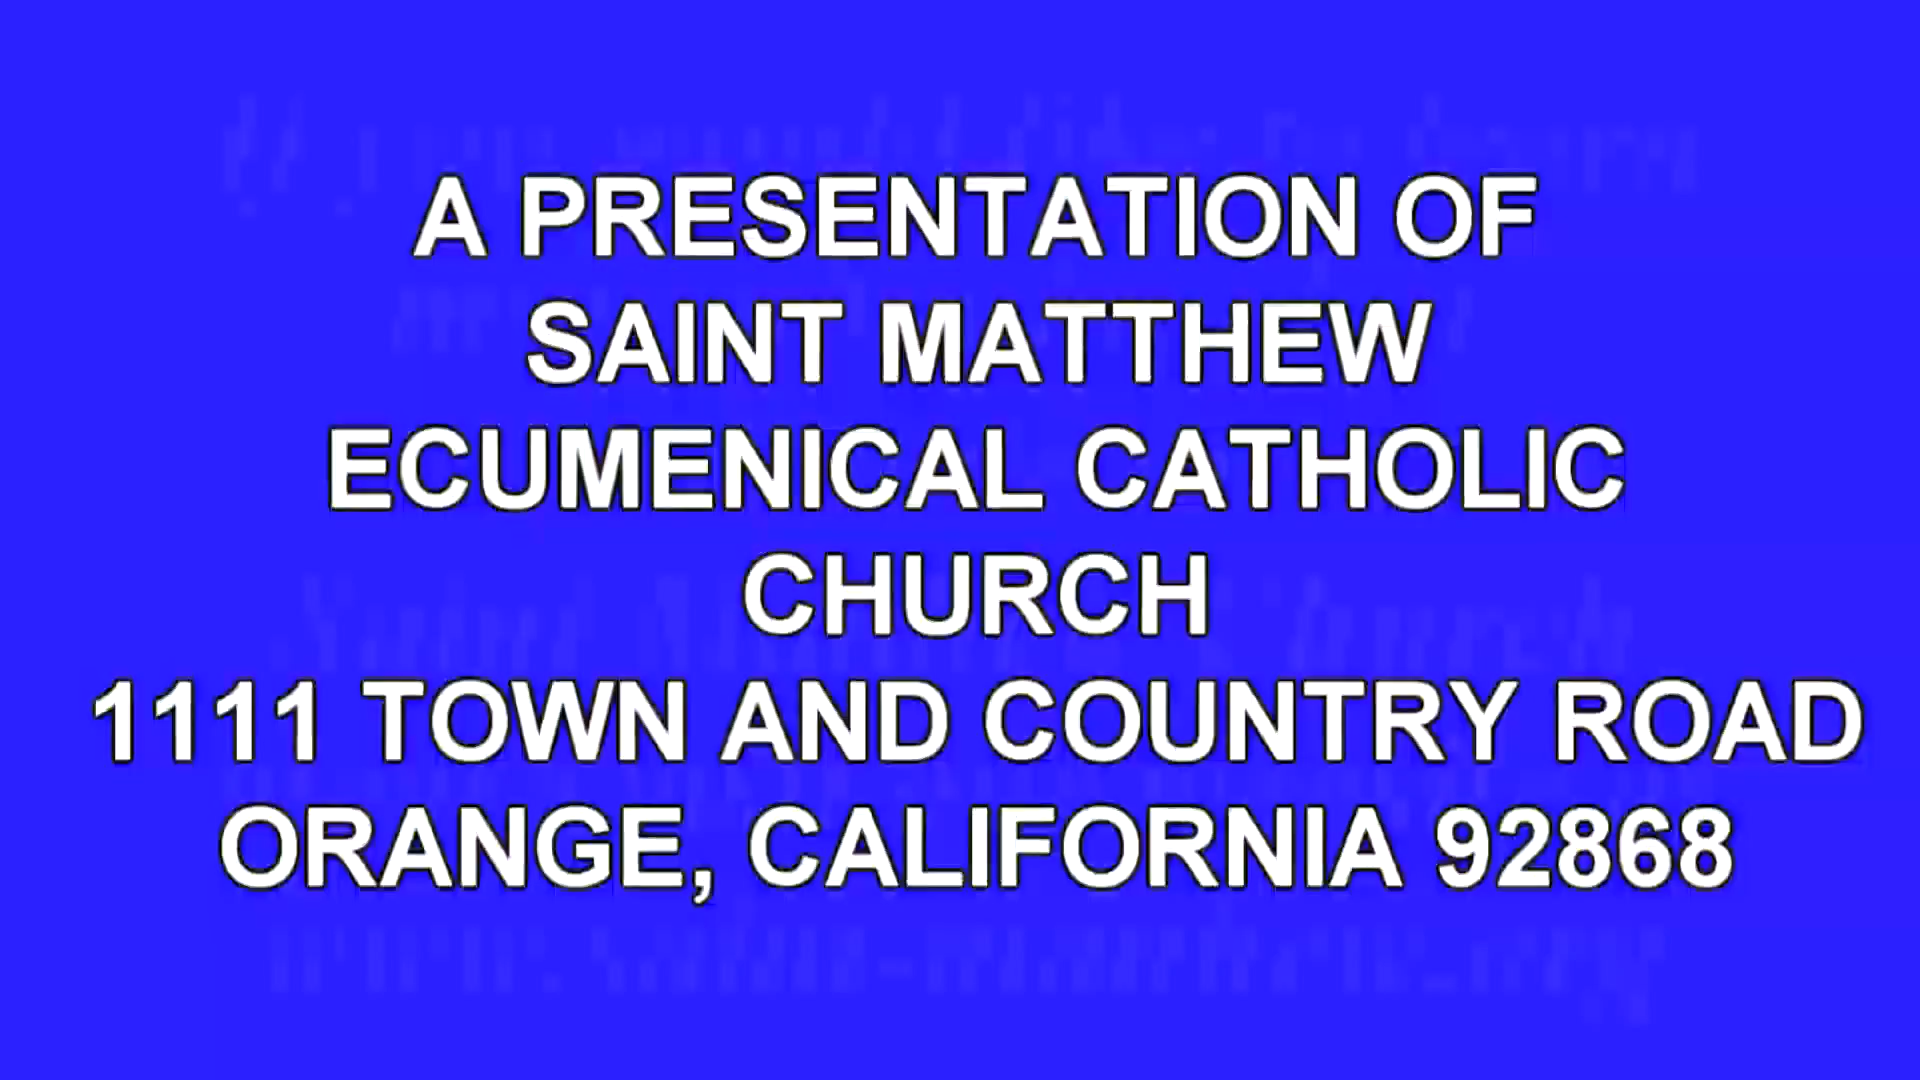 A PRESENTATION OF
SAINT MATTHEW
ECUMENICAL CATHOLIC
CHURCH
1111 TOWN AND COUNTRY ROAD
ORANGE, CALIFORNIA 92868